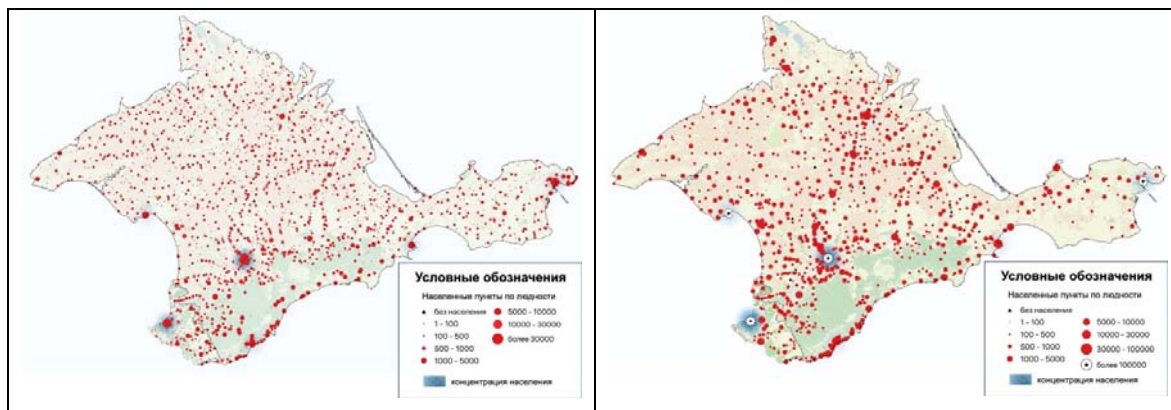 Условные обозначения
Населенные пункты по людности
без населения
1 - 100
100 - 500
500 - 1000
1000 - 5000
5000 - 10000
10000 - 30000
более 30000
концентрация населения
Условные обозначения
Населенные пункты по людности
без населения
1 - 100
100 - 500
500 - 1000
1000 - 5000
5000 - 10000
10000 - 30000
30000 - 100000
более 100000
концентрация населения